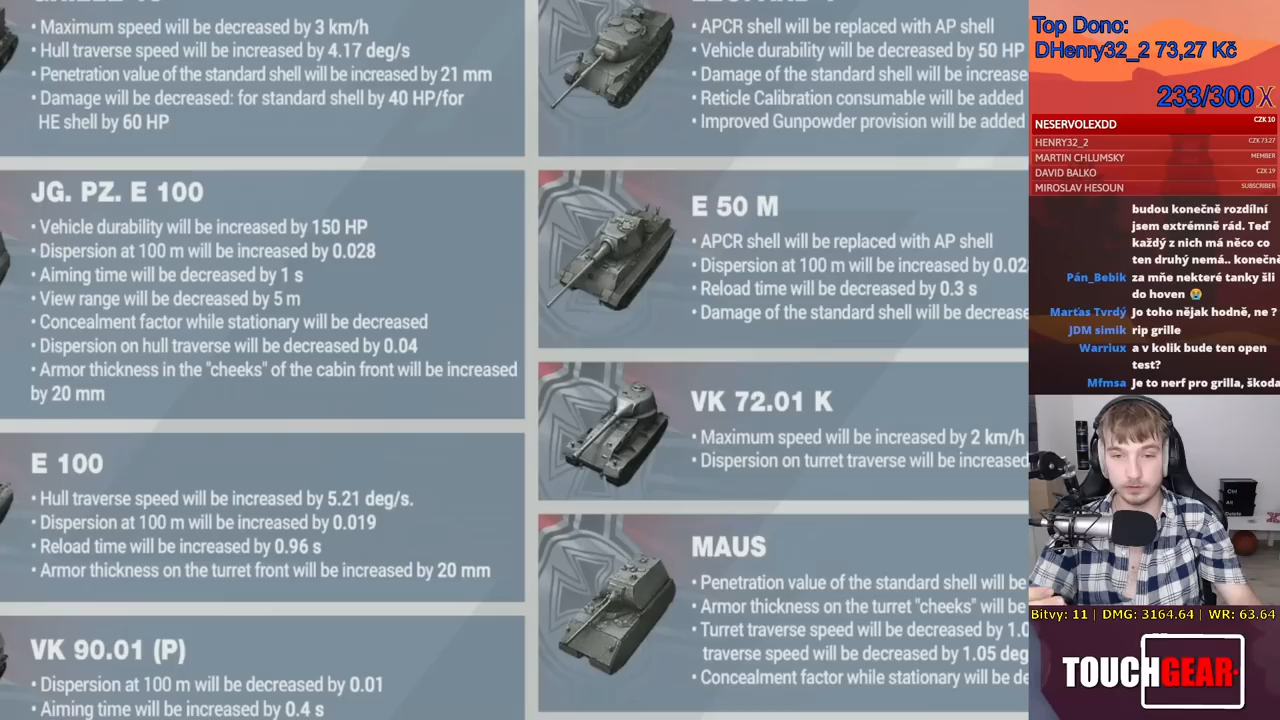 • Maximum speed will be decreased by 3 km/h
• Hull traverse speed will be increased by 4.17 deg/s
• Penetration value of the standard shell will be increased by 21 mm
• Damage will be decreased: for standard shell by 40 HP/for
HE shell by 60 HP
JG. PZ. E 100
• Vehicle durability will be increased by 150 HP
• Dispersion at 100 m will be increased by 0.028
• Aiming time will be decreased by 1 s
• View range will be decreased by 5 m
• Concealment factor while stationary will be decreased
• Dispersion on hull traverse will be decreased by 0.04
• Armor thickness in the "cheeks" of the cabin front will be increased
by 20 mm
E 100
• Hull traverse speed will be increased by 5.21 deg/s.
• Dispersion at 100 m will be increased by 0.019
• Reload time will be increased by 0.96 s
• Armor thickness on the turret front will be increased by 20 mm
VK 90.01 (P)
• Dispersion at 100 m will be decreased by 0.01
• Aiming time will be decreased by 0.4 s
• APCR shell will be replaced with AP shell
• Vehicle durability will be decreased by 50 HP
• Damage of the standard shell will be increase
• Reticle Calibration consumable will be added
• Improved Gunpowder provision will be added
E 50 M
• APCR shell will be replaced with AP shell
• Dispersion at 100 m will be increased by 0.02
• Reload time will be decreased by 0.3 s
• Damage of the standard shell will be decrease
VK 72.01 K
• Maximum speed will be increased by 2 km/h
• Dispersion on turret traverse will be increased
MAUS
• Penetration value of the standard shell will be
• Armor thickness on the turret "cheeks" will be
• Turret traverse speed will be decreased by 1.0
traverse speed will be decreased by 1.05 deg
• Concealment factor while stationary will be de
Top Dono:
DHenry32_2 73,27 Kč
233/300 X
NESERVOLEXDD CZK 10
HENRY32_2 CZK 73.27
MARTIN CHLUMSKY MEMBER
DAVID BALKO CZK 19
MIROSLAV HESOUN SUBSCRIBER
budou konečně rozdílní
jsem extrémně rád. Teď
každý z nich má něco co
ten druhý nemá.. konečně
Pán_Bebik za mňe nekteré tanky šli
do hoven 😭
Marťas Tvrdý Jo toho nějak hodně, ne ?
JDM simik rip grille
Warriux a v kolik bude ten open
test?
Mfmsa Je to nerf pro grilla, škoda
Ctrl
Alt
Delete
Bitvy: 11 | DMG: 3164.64 | WR: 63.64
TOUCHGEAR